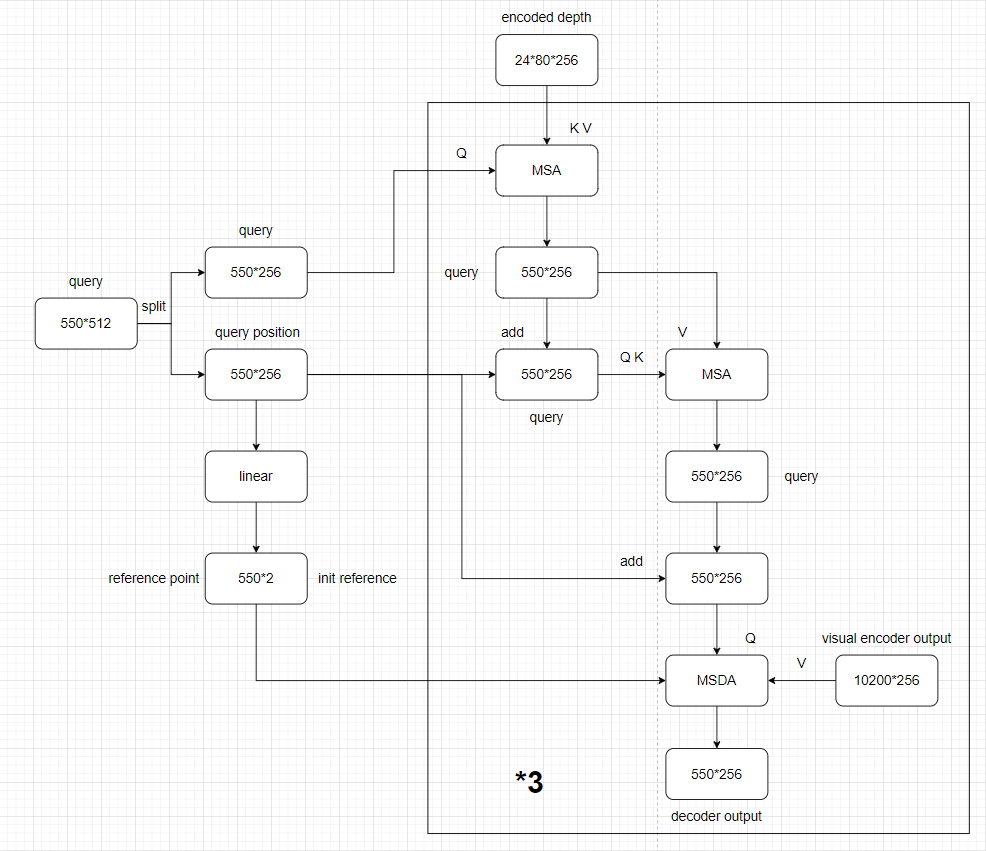 encoded depth
24*80*256
K V
Q
MSA
query
550*256
query
550*256
query
550*512
split
query position
550*256
add
550*256
query
Q K
V
MSA
linear
550*256
query
reference point
550*2
init reference
add
550*256
Q
visual encoder output
V
MSDA
10200*256
*3
550*256
decoder output